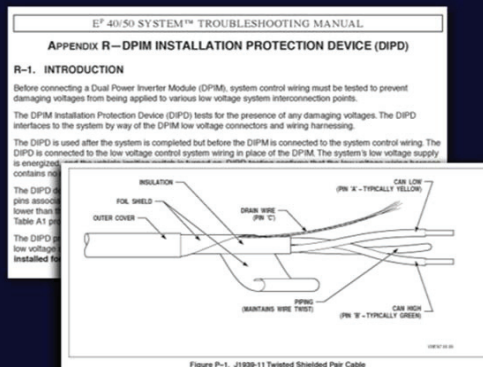 EP 40/50 SYSTEM™ TROUBLESHOOTING MANUAL
APPENDIX R—DPIM INSTALLATION PROTECTION DEVICE (DIPD)
R–1. INTRODUCTION
Before connecting a Dual Power Inverter Module (DPIM), system control wiring must be tested to prevent
damaging voltages from being applied to various low voltage system interconnection points.
The DPIM Installation Protection Device (DIPD) tests for the presence of any damaging voltages. The DIPD
interfaces to the system by way of the DPIM low voltage connectors and wiring harnessing.
The DIPD is used after the system is completed but before the DIPM is connected to the system control wiring. The
DIPD is connected to the low voltage control system wiring in place of the DPIM. The system's low voltage supply
is energized,
contains no
The DIPD
pins associa
lower than th
Table A1 pro
The DIPD
low voltage
installed fo
INSULATION
FOIL SHIELD
OUTER COVER
DRAIN WIRE
(PIN 'C')
CAN LOW
(PIN 'A' – TYPICALLY YELLOW)
PIPING
(MAINTAINS WIRE TWIST)
CAN HIGH
(PIN 'B' – TYPICALLY GREEN)
Figure P–1. J1939-11 Twisted Shielded Pair Cable